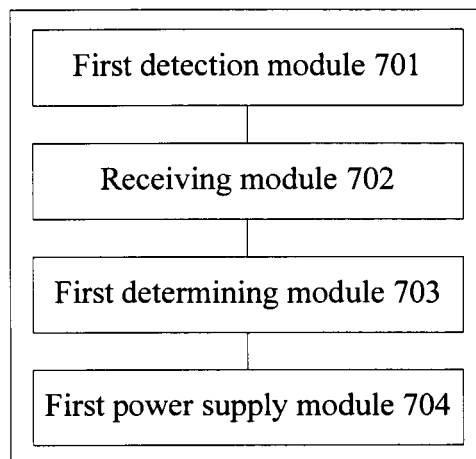 First detection module 701
Receiving module 702
First determining module 703
First power supply module 704